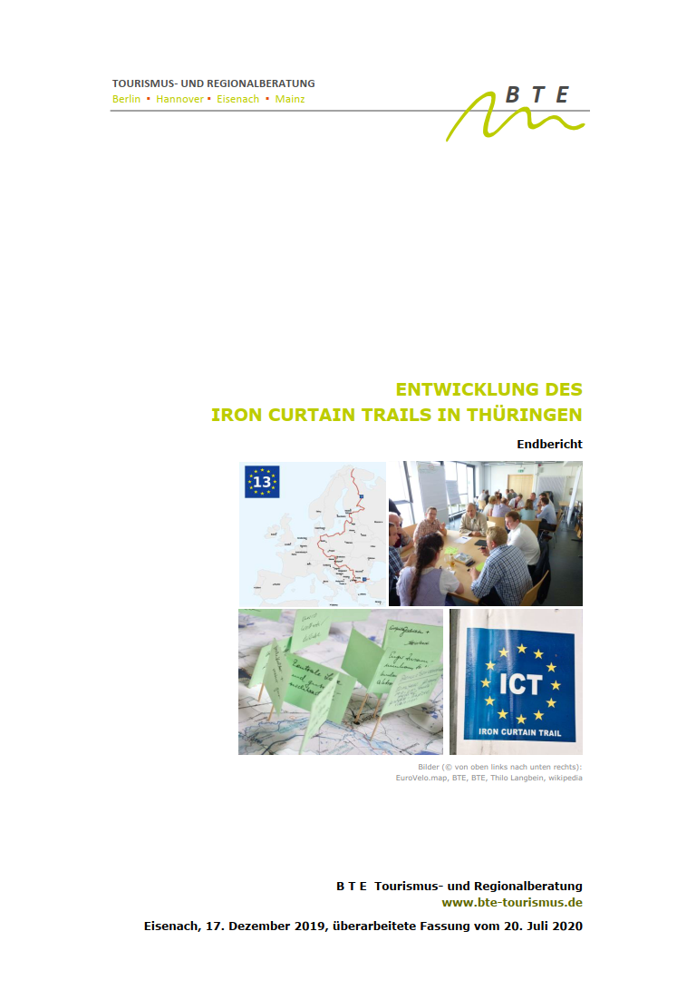 TOURISMUS- UND REGIONALBERATUNG
Berlin ▪ Hannover ▪ Eisenach ▪ Mainz
B T E
ENTWICKLUNG DES
IRON CURTAIN TRAILS IN THÜRINGEN
Endbericht
13
ICT
IRON CURTAIN TRAIL
Bilder (© von oben links nach unten rechts):
EuroVelo.map, BTE, BTE, Thilo Langbein, wikipedia
B T E Tourismus- und Regionalberatung
www.bte-tourismus.de
Eisenach, 17. Dezember 2019, überarbeitete Fassung vom 20. Juli 2020